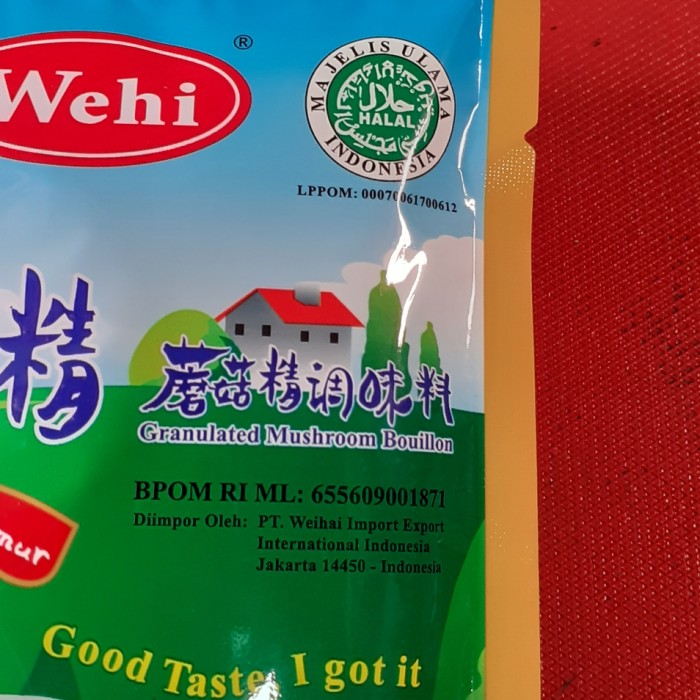 Wehi ®
MAJELIS ULAMA
حلال
HALAL
INDONESIA
LPPOM: 00070061700612
精
蘑菇精调味料
Granulated Mushroom Bouillon
BPOM RI ML: 655609001871
Diimpor Oleh: PT. Weihai Import Export
International Indonesia
Jakarta 14450 - Indonesia
mur
Good Taste, I got it